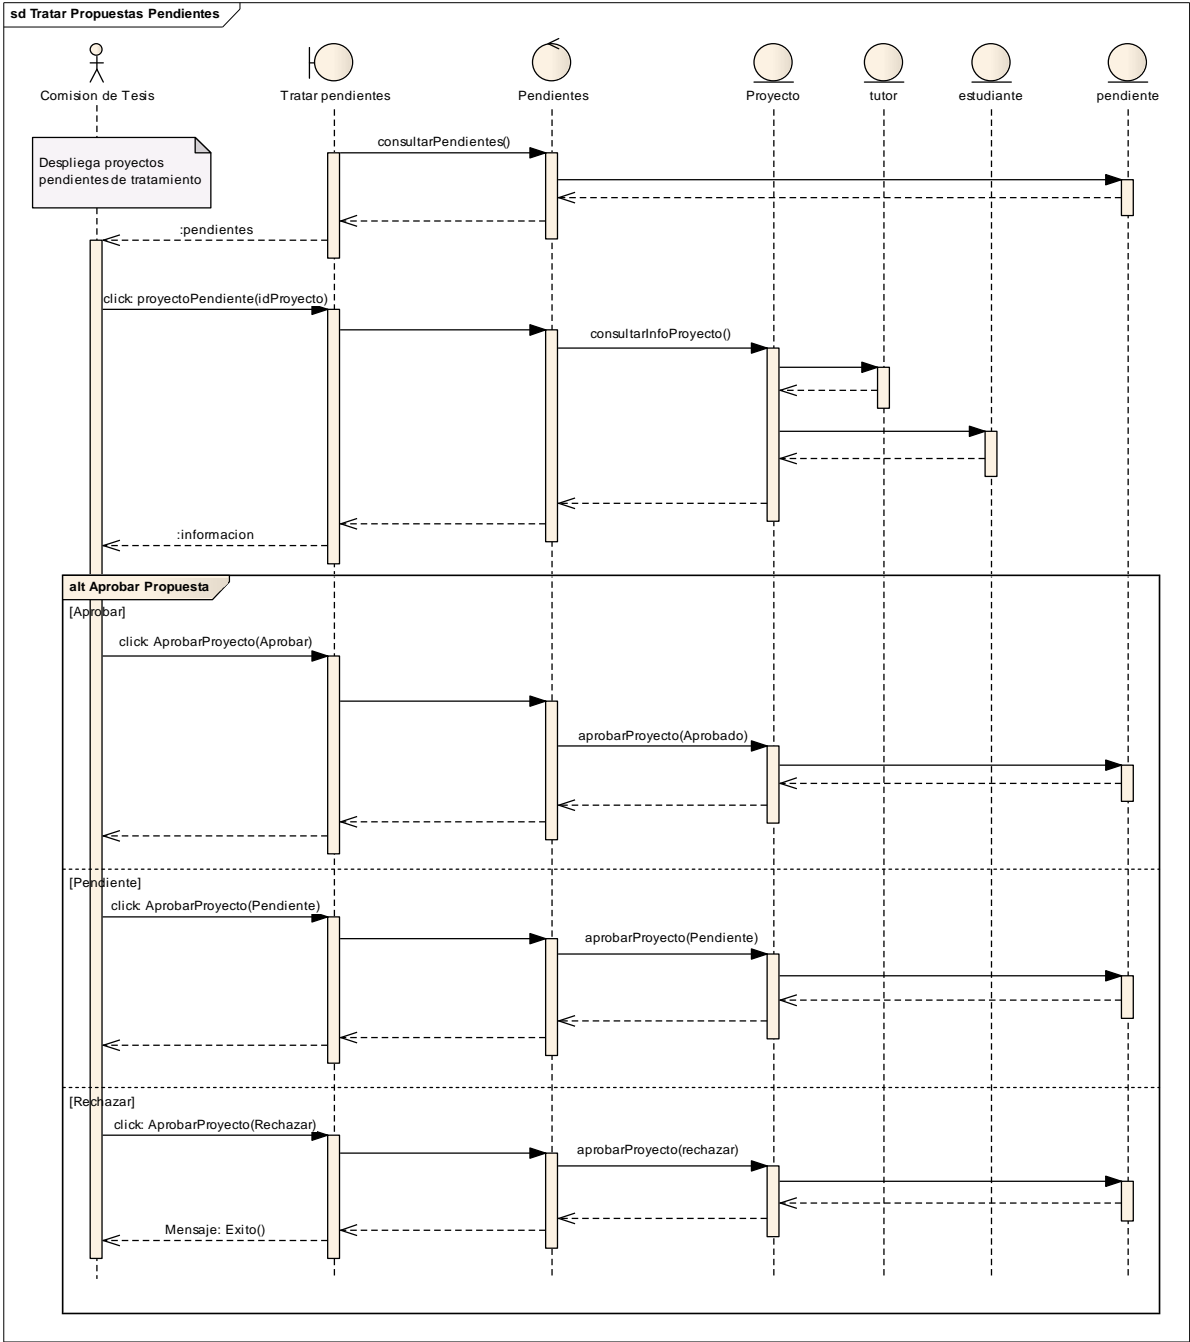 sd Tratar Propuestas Pendientes
Comision de Tesis
Tratar pendientes
Pendientes
Proyecto
tutor
estudiante
pendiente
Despliega proyectos
pendientes de tratamiento
consultarPendientes()
:pendientes
click: proyectoPendiente(idProyecto)
consultarInfoProyecto()
:informacion
alt Aprobar Propuesta
[Aprobar]
click: AprobarProyecto(Aprobar)
aprobarProyecto(Aprobado)
[Pendiente]
click: AprobarProyecto(Pendiente)
aprobarProyecto(Pendiente)
[Rechazar]
click: AprobarProyecto(Rechazar)
aprobarProyecto(rechazar)
Mensaje: Exito()